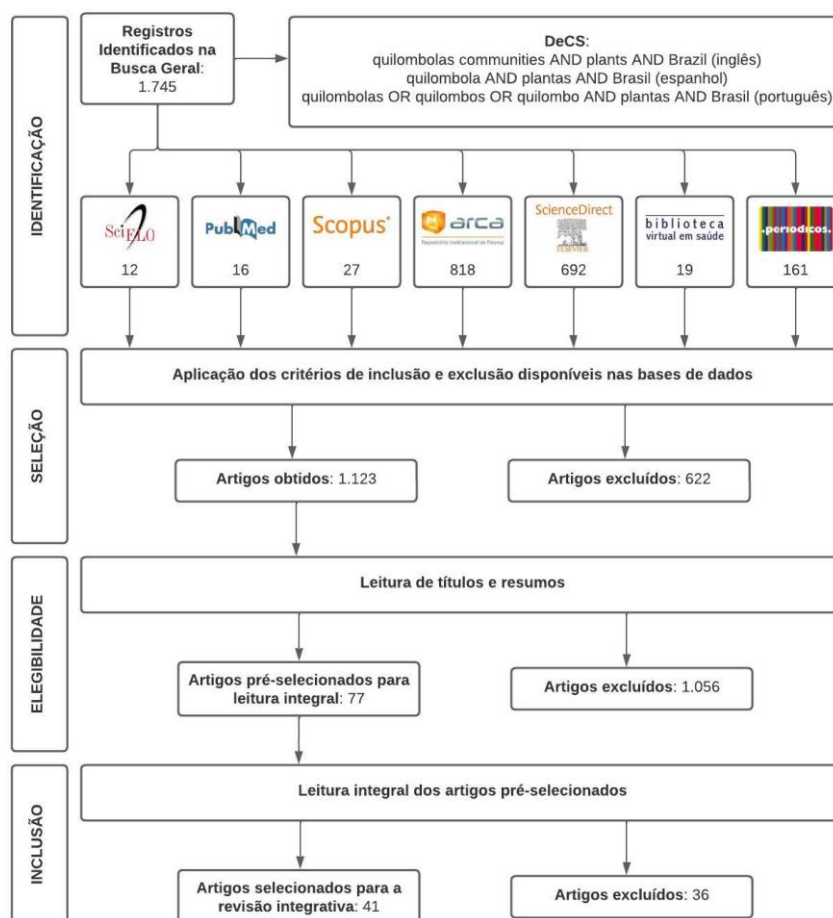 Registros
Identificados na
Busca Geral:
1.745
DeCS:
quilombolas communities AND plants AND Brazil (inglês)
quilombola AND plantas AND Brasil (espanhol)
quilombolas OR quilombos OR quilombo AND plantas AND Brasil (português)
IDENTIFICAÇÃO
SciELO
12
PubMed
16
Scopus
27
arca
Repositório Institucional da Fiocruz
818
ScienceDirect
ELSEVIER
692
biblioteca
virtual em saúde
19
.periodicos.
161
SELEÇÃO
Aplicação dos critérios de inclusão e exclusão disponíveis nas bases de dados
Artigos obtidos: 1.123
Artigos excluídos: 622
ELEGIBILIDADE
Leitura de títulos e resumos
Artigos pré-selecionados para
leitura integral: 77
Artigos excluídos: 1.056
INCLUSÃO
Leitura integral dos artigos pré-selecionados
Artigos selecionados para a
revisão integrativa: 41
Artigos excluídos: 36